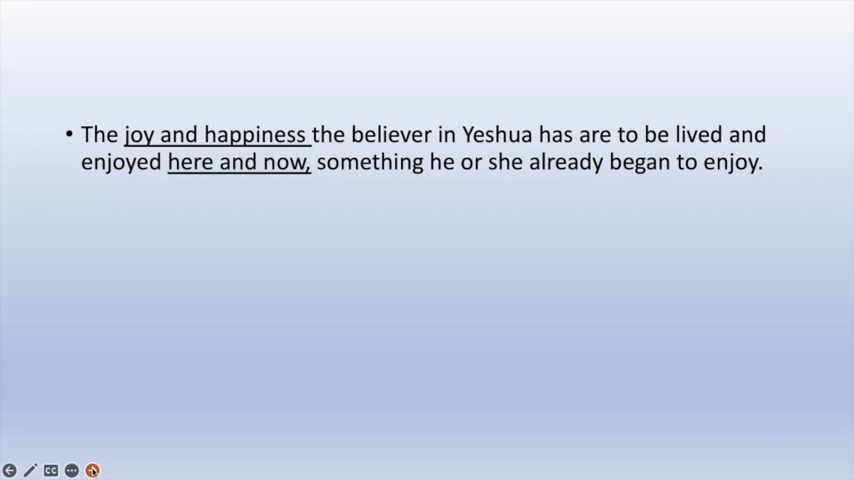 • The joy and happiness the believer in Yeshua has are to be lived and
enjoyed here and now, something he or she already began to enjoy.
CC